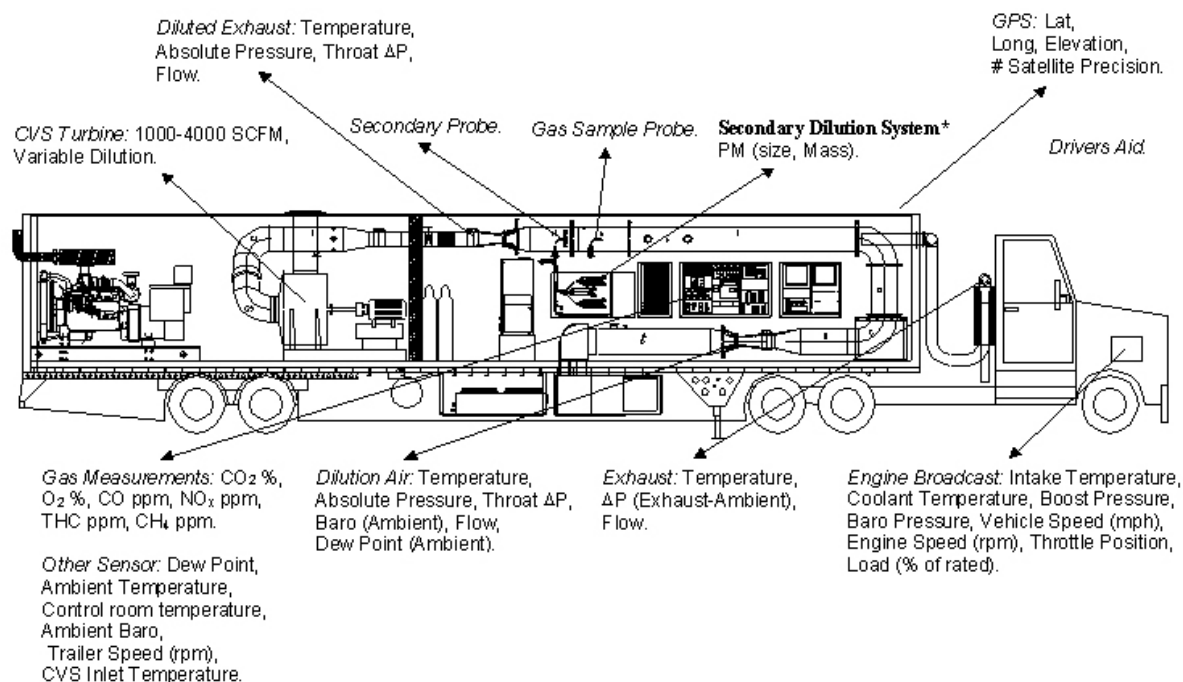 Diluted Exhaust: Temperature,
Absolute Pressure, Throat ΔP,
Flow.
GPS: Lat,
Long, Elevation,
# Satellite Precision.
CVS Turbine: 1000-4000 SCFM,
Variable Dilution.
Secondary Probe.
Gas Sample Probe.
Secondary Dilution System*
PM (size, Mass).
Drivers Aid.
Gas Measurements: CO₂ %,
O₂ %, CO ppm, NOₓ ppm,
THC ppm, CH₄ ppm.
Other Sensor: Dew Point,
Ambient Temperature,
Control room temperature,
Ambient Baro,
Trailer Speed (rpm),
CVS Inlet Temperature.
Dilution Air: Temperature,
Absolute Pressure, Throat ΔP,
Baro (Ambient), Flow,
Dew Point (Ambient).
Exhaust: Temperature,
ΔP (Exhaust-Ambient),
Flow.
Engine Broadcast: Intake Temperature,
Coolant Temperature, Boost Pressure,
Baro Pressure, Vehicle Speed (mph),
Engine Speed (rpm), Throttle Position,
Load (% of rated).